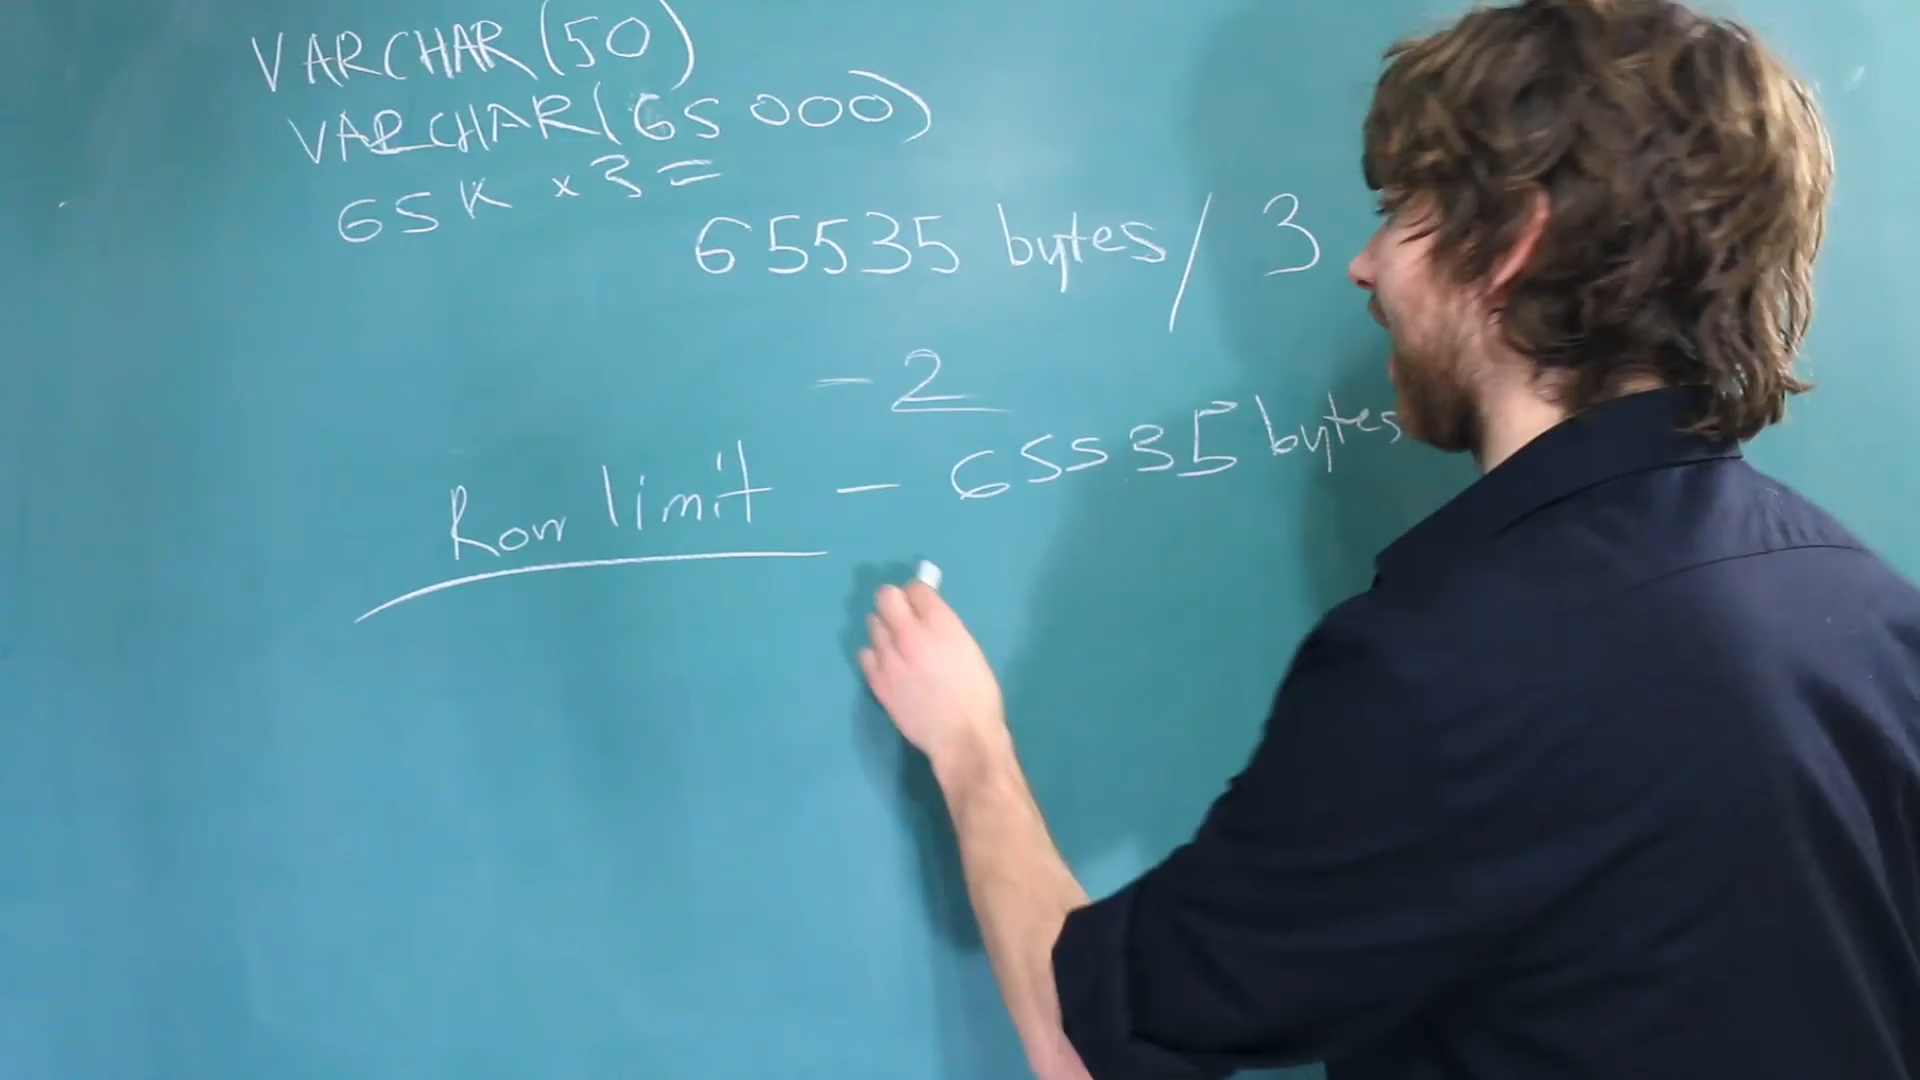 VARCHAR(50)
VARCHAR(65000)
65K x 3 =
65535 bytes / 3
- 2
Row limit - 65535 bytes